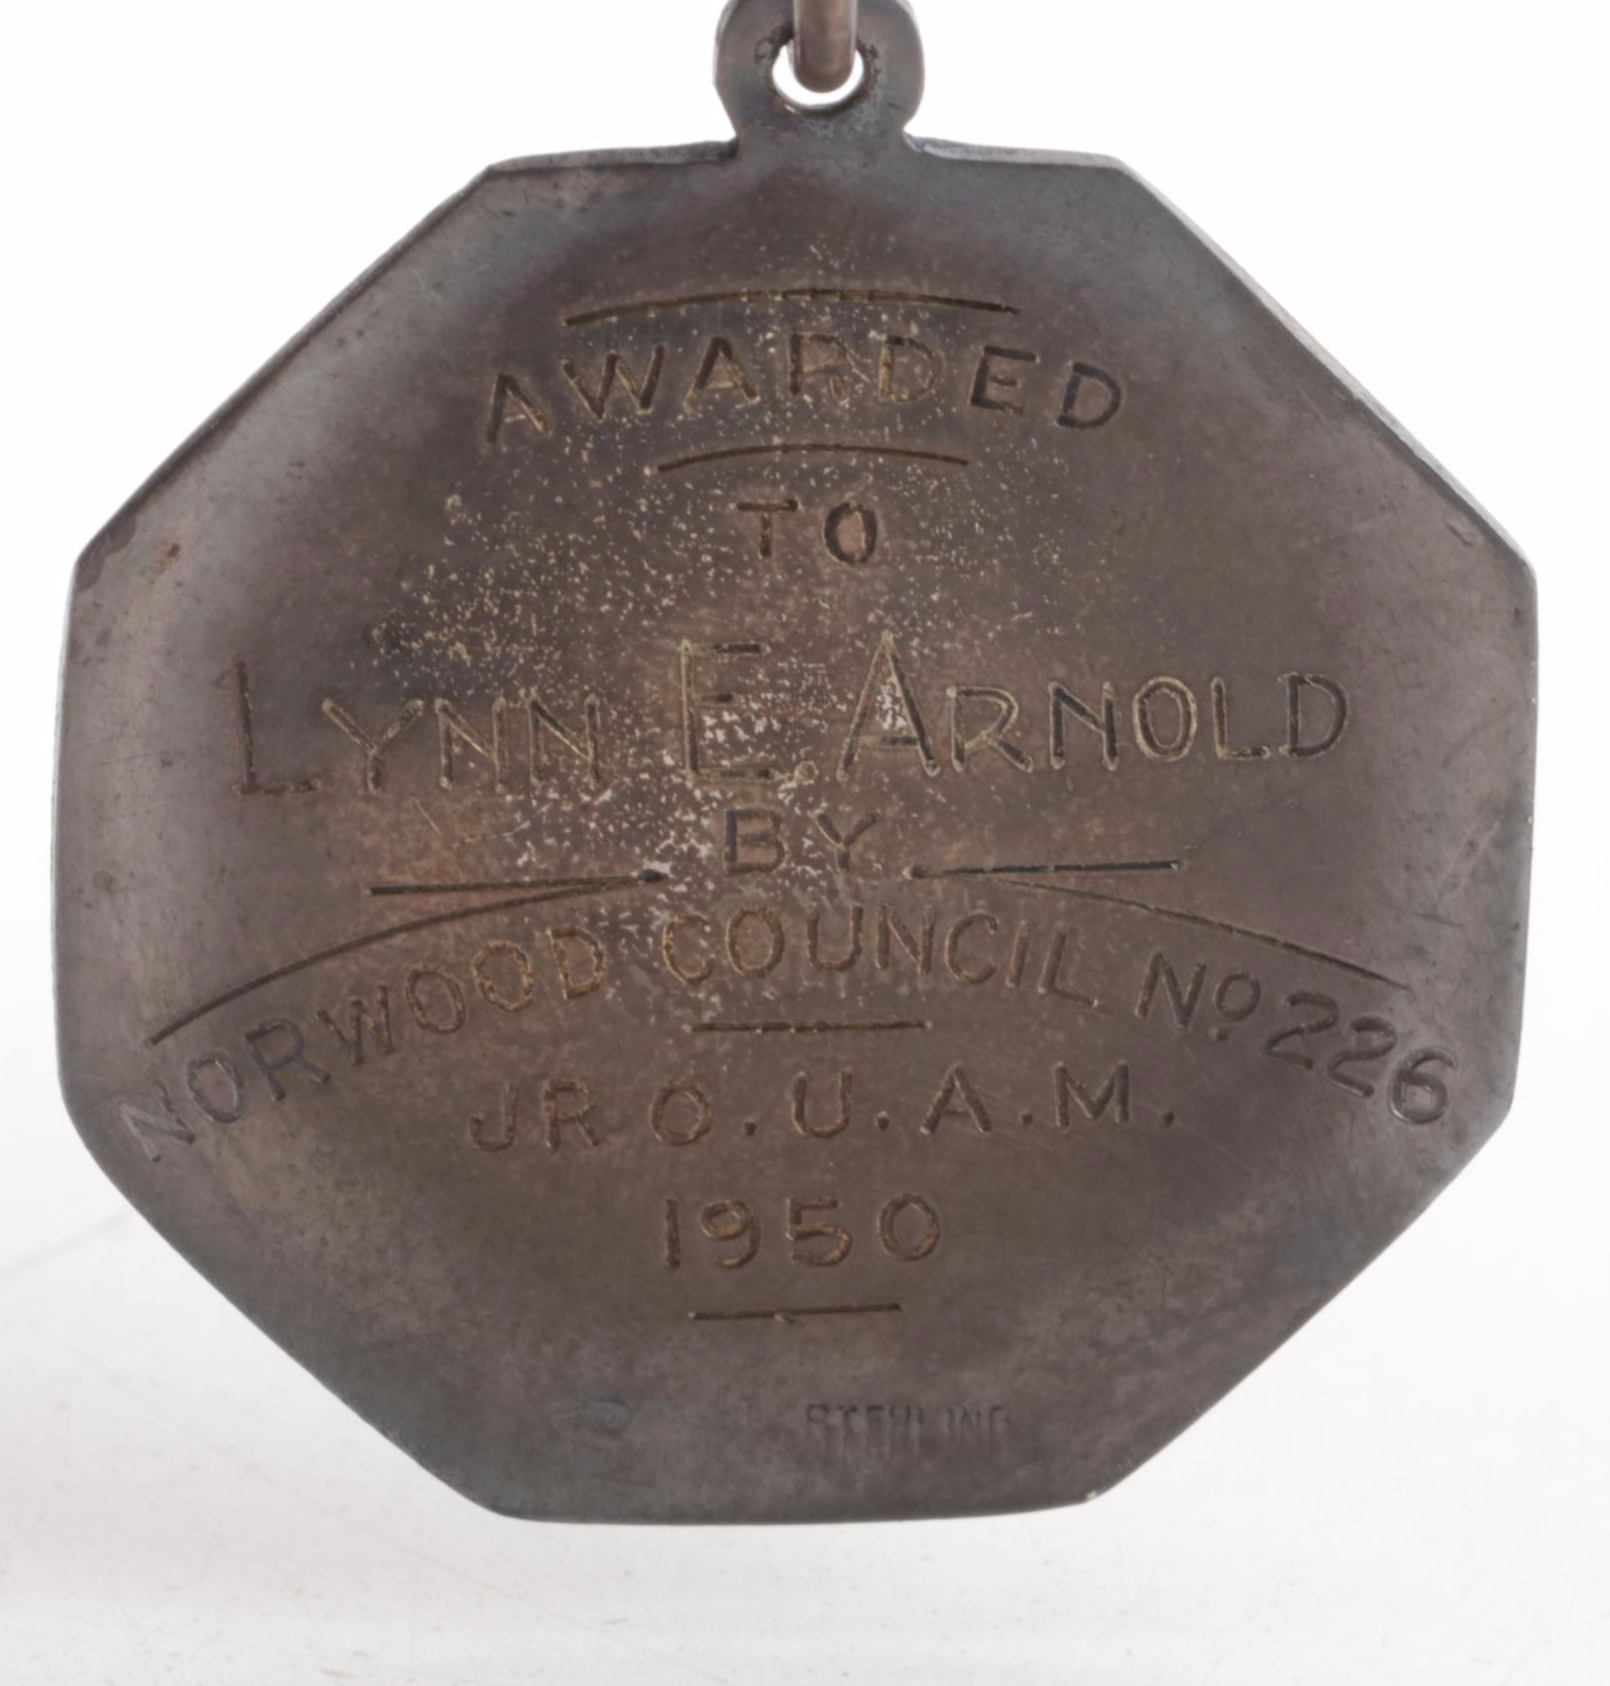 AWARDED
TO
LYNN E. ARNOLD
BY
NORWOOD COUNCIL No 226
JR O.U.A.M.
1950
STERLING